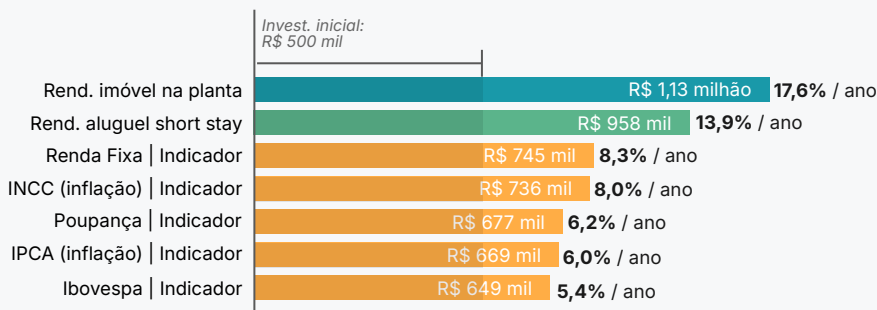 Invest. inicial:
R$ 500 mil
Rend. imóvel na planta R$ 1,13 milhão 17,6% / ano
Rend. aluguel short stay R$ 958 mil 13,9% / ano
Renda Fixa | Indicador R$ 745 mil 8,3% / ano
INCC (inflação) | Indicador R$ 736 mil 8,0% / ano
Poupança | Indicador R$ 677 mil 6,2% / ano
IPCA (inflação) | Indicador R$ 669 mil 6,0% / ano
Ibovespa | Indicador R$ 649 mil 5,4% / ano